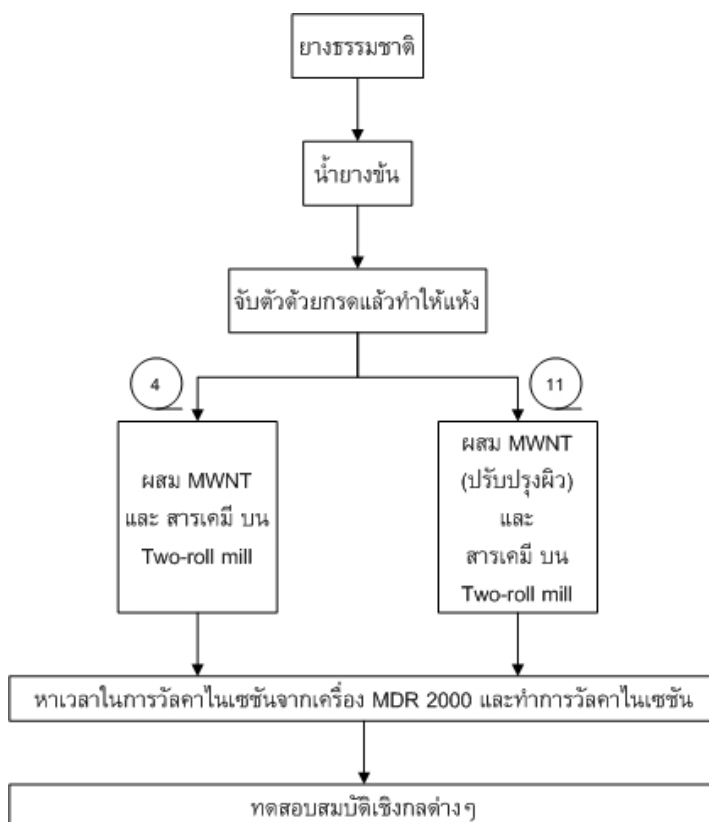 ยางธรรมชาติ
น้ำยางข้น
จับตัวด้วยกรดแล้วทำให้แห้ง
4
11
ผสม MWNT
และ สารเคมี บน
Two-roll mill
ผสม MWNT
(ปรับปรุงผิว)
และ
สารเคมี บน
Two-roll mill
หาเวลาในการวัลคาไนเซชันจากเครื่อง MDR 2000 และทำการวัลคาไนเซชัน
ทดสอบสมบัติเชิงกลต่างๆ